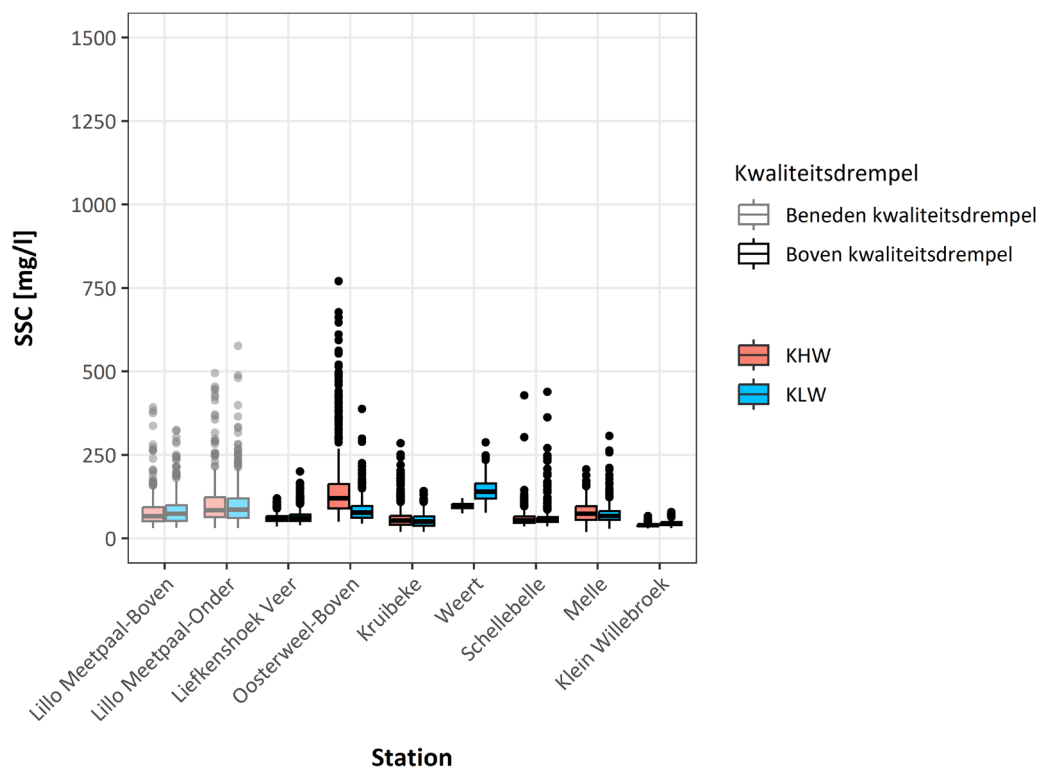 1500
1250
1000
750
500
250
0
SSC [mg/l]
Lillo Meetpaal-Boven
Lillo Meetpaal-Onder
Liefkenshoek Veer
Oosterweel-Boven
Kruibeke
Weert
Schellebelle
Melle
Klein Willebroek
Station
Kwaliteitsdrempel
Beneden kwaliteitsdrempel
Boven kwaliteitsdrempel
KHW
KLW